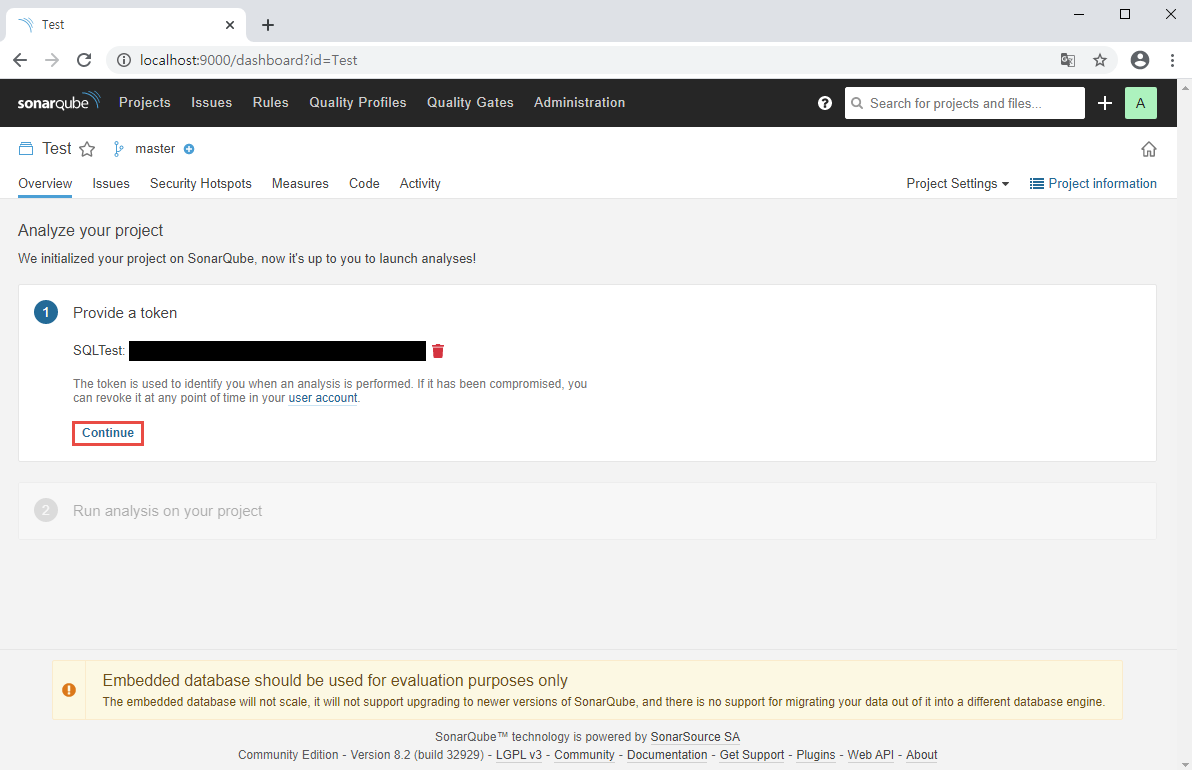 Test
localhost:9000/dashboard?id=Test
sonarqube Projects Issues Rules Quality Profiles Quality Gates Administration ? Search for projects and files... A
Test master
Overview Issues Security Hotspots Measures Code Activity Project Settings Project information
Analyze your project
We initialized your project on SonarQube, now it's up to you to launch analyses!
1 Provide a token
SQLTest:
The token is used to identify you when an analysis is performed. If it has been compromised, you
can revoke it at any point of time in your user account.
Continue
2 Run analysis on your project
Embedded database should be used for evaluation purposes only
The embedded database will not scale, it will not support upgrading to newer versions of SonarQube, and there is no support for migrating your data out of it into a different database engine.
SonarQube™ technology is powered by SonarSource SA
Community Edition - Version 8.2 (build 32929) - LGPL v3 - Community - Documentation - Get Support - Plugins - Web API - About